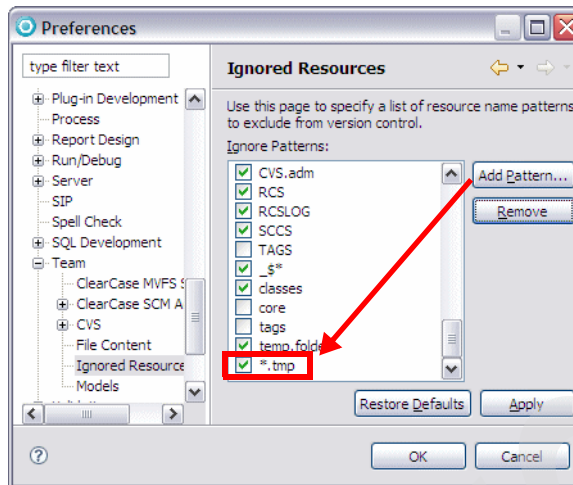 Preferences
type filter text
Plug-in Development
Process
Report Design
Run/Debug
Server
SIP
Spell Check
SQL Development
Team
ClearCase MVFS
ClearCase SCM A
CVS
File Content
Ignored Resource
Models
Ignored Resources
Use this page to specify a list of resource name patterns
to exclude from version control.
Ignore Patterns:
CVS.adm
RCS
RCSLOG
SCCS
TAGS
_$*
classes
core
tags
temp.folde
*.tmp
Add Pattern...
Remove
Restore Defaults
Apply
?
OK
Cancel